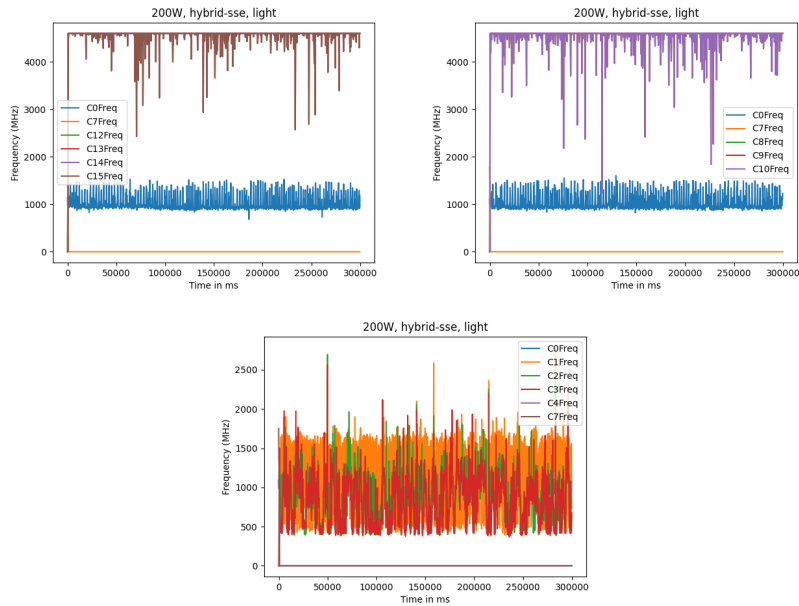 200W, hybrid-sse, light
Frequency (MHz)
4000
3000
2000
1000
0
C0Freq
C7Freq
C12Freq
C13Freq
C14Freq
C15Freq
0
50000
100000
150000
200000
250000
300000
Time in ms
200W, hybrid-sse, light
Frequency (MHz)
4000
3000
2000
1000
0
C0Freq
C7Freq
C8Freq
C9Freq
C10Freq
0
50000
100000
150000
200000
250000
300000
Time in ms
200W, hybrid-sse, light
Frequency (MHz)
2500
2000
1500
1000
500
0
C0Freq
C1Freq
C2Freq
C3Freq
C4Freq
C7Freq
0
50000
100000
150000
200000
250000
300000
Time in ms